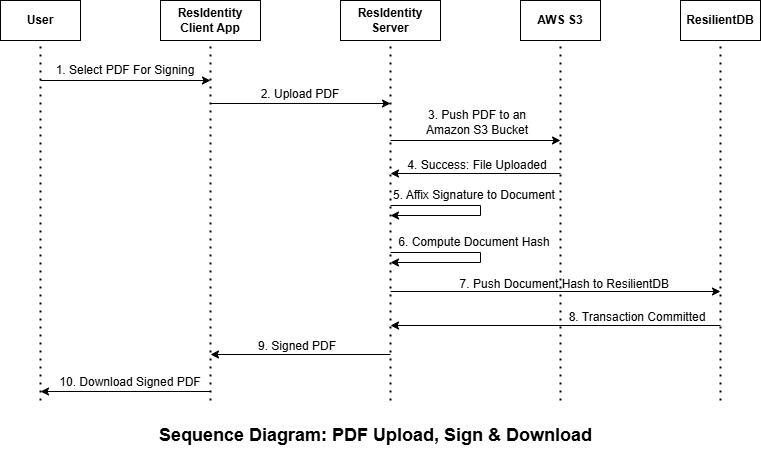 User
ResIdentity
Client App
ResIdentity
Server
AWS S3
ResilientDB
1. Select PDF For Signing
2. Upload PDF
3. Push PDF to an
Amazon S3 Bucket
4. Success: File Uploaded
5. Affix Signature to Document
6. Compute Document Hash
7. Push Document Hash to ResilientDB
8. Transaction Committed
9. Signed PDF
10. Download Signed PDF
Sequence Diagram: PDF Upload, Sign & Download